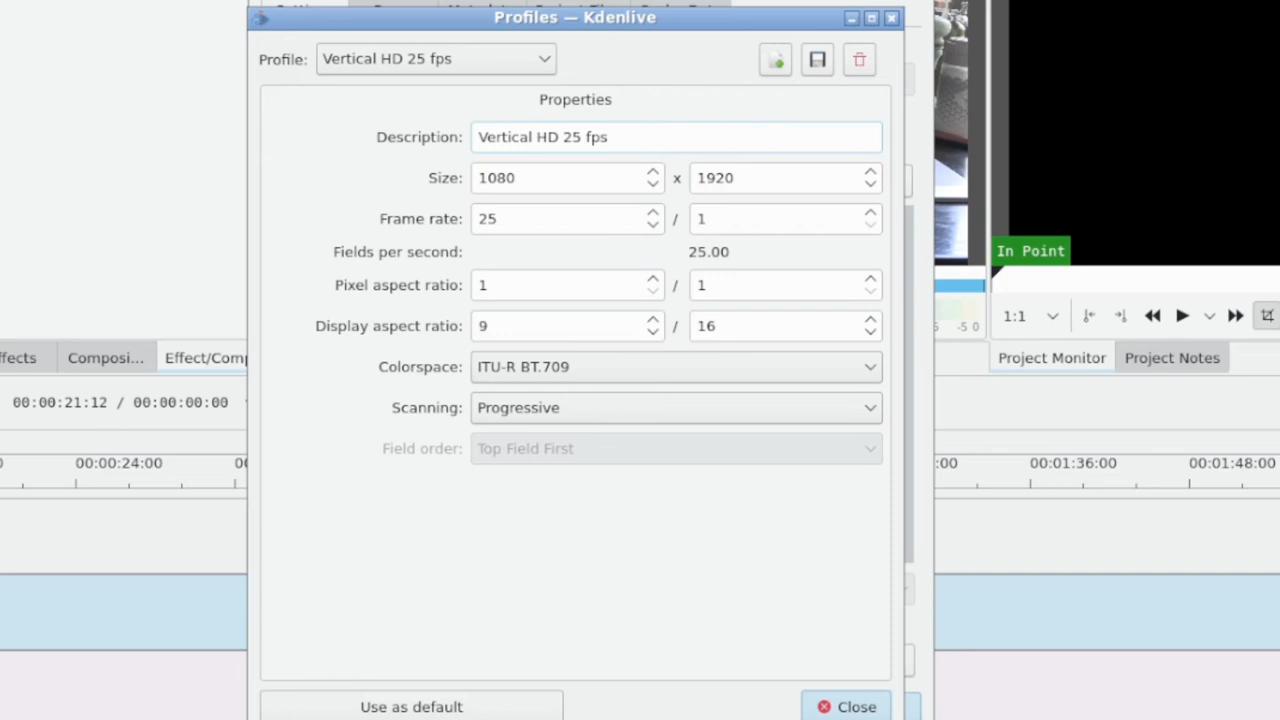 Profiles — Kdenlive
Profile: Vertical HD 25 fps
Properties
Description: Vertical HD 25 fps
Size: 1080 x 1920
Frame rate: 25 / 1
Fields per second: 25.00
Pixel aspect ratio: 1 / 1
Display aspect ratio: 9 / 16
Colorspace: ITU-R BT.709
Scanning: Progressive
Field order: Top Field First
Use as default
Close
In Point
-5 0
1:1
ffects Composi... Effect/Comp
Project Monitor Project Notes
00:00:21:12 / 00:00:00:00
00:00:24:00
:00 00:01:36:00 00:01:48:00